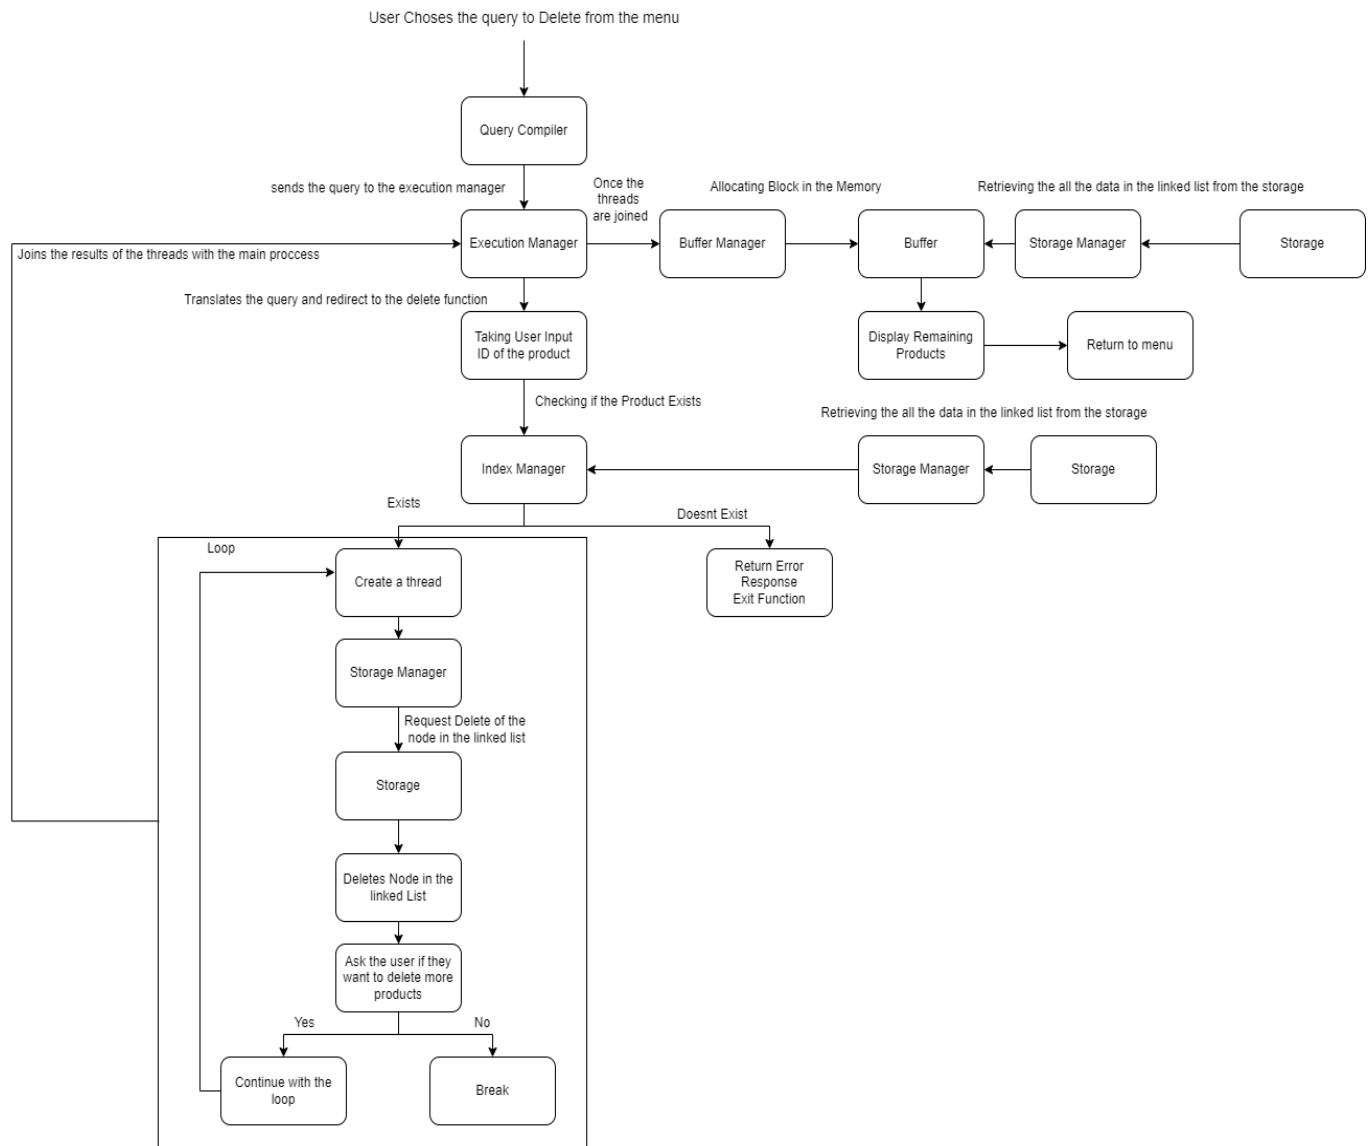 User Choses the query to Delete from the menu
Query Compiler
sends the query to the execution manager
Once the
threads
are joined
Allocating Block in the Memory
Retrieving the all the data in the linked list from the storage
Execution Manager
Buffer Manager
Buffer
Storage Manager
Storage
Joins the results of the threads with the main proccess
Translates the query and redirect to the delete function
Taking User Input
ID of the product
Display Remaining
Products
Return to menu
Checking if the Product Exists
Retrieving the all the data in the linked list from the storage
Index Manager
Storage Manager
Storage
Exists
Doesnt Exist
Loop
Create a thread
Return Error
Response
Exit Function
Storage Manager
Request Delete of the
node in the linked list
Storage
Deletes Node in the
linked List
Ask the user if they
want to delete more
products
Yes
No
Continue with the
loop
Break